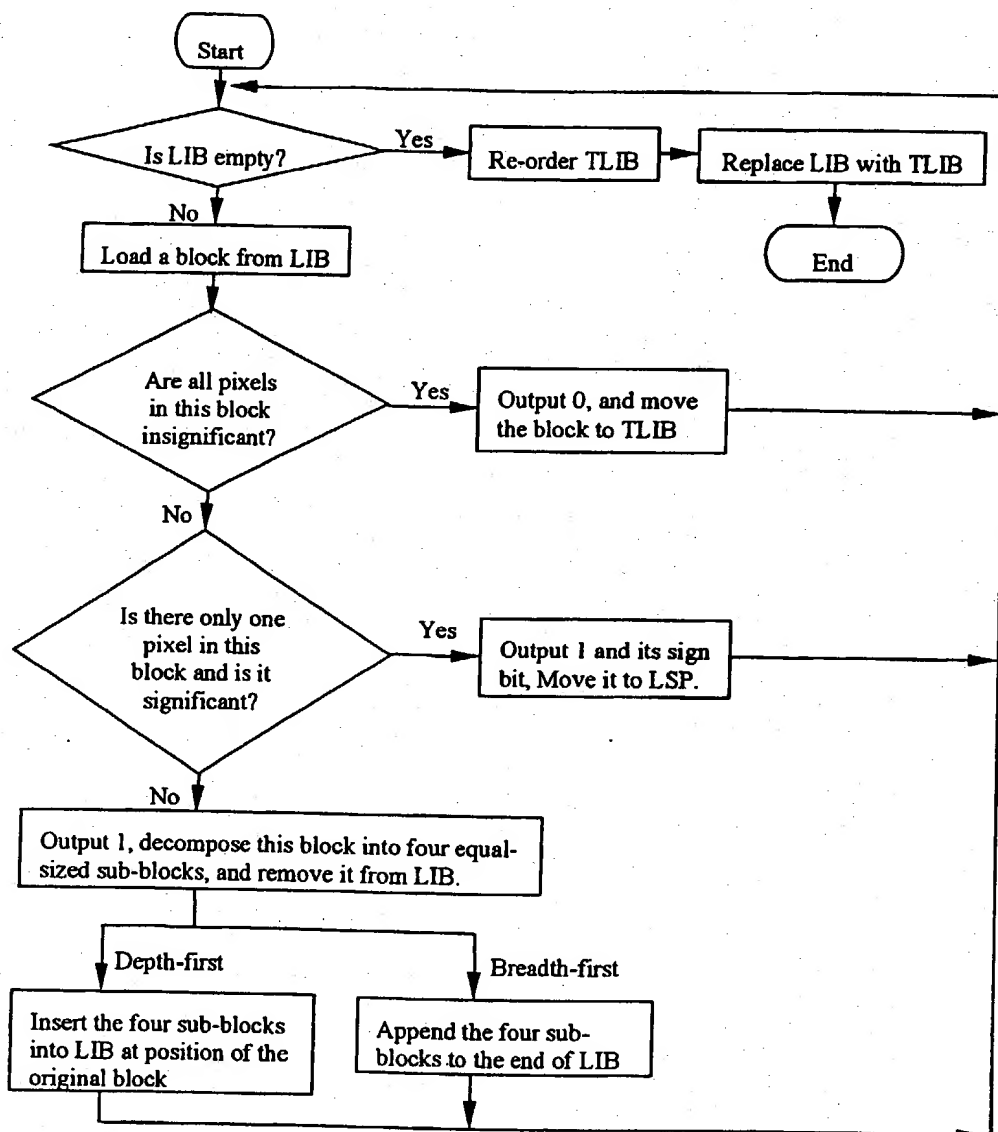 Start
Is LIB empty?
Yes
Re-order TLIB
Replace LIB with TLIB
No
Load a block from LIB
End
Are all pixels
in this block
insignificant?
Yes
Output 0, and move
the block to TLIB
No
Is there only one
pixel in this
block and is it
significant?
Yes
Output 1 and its sign
bit, Move it to LSP.
No
Output 1, decompose this block into four equal-
sized sub-blocks, and remove it from LIB.
Depth-first
Breadth-first
Insert the four sub-blocks
into LIB at position of the
original block
Append the four sub-
blocks to the end of LIB